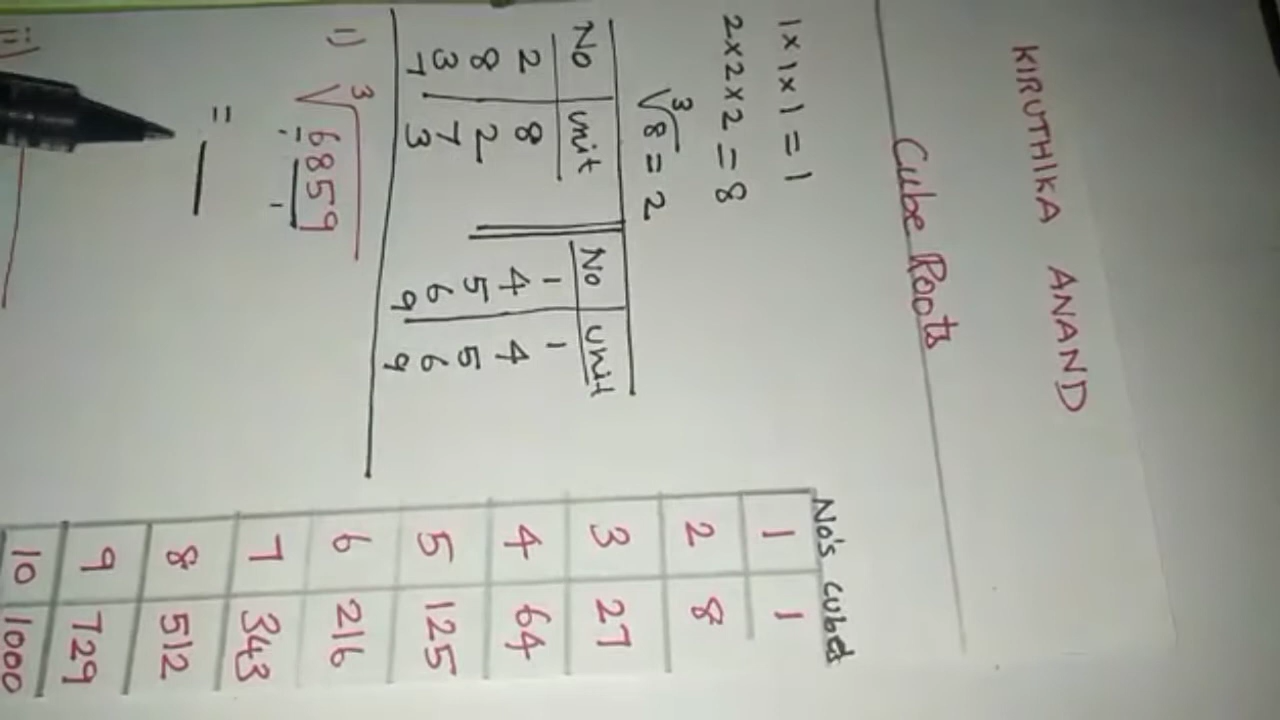 KIRUTHIKA ANAND
Cube Roots
1 x 1 x 1 = 1
2 x 2 x 2 = 8
∛8 = 2
No unit No unit
2 8 1 1
8 2 4 4
3 7 5 5
7 3 6 6
9 9
i) ∛6859
=
ii)
No's cubes
1 1
2 8
3 27
4 64
5 125
6 216
7 343
8 512
9 729
10 1000